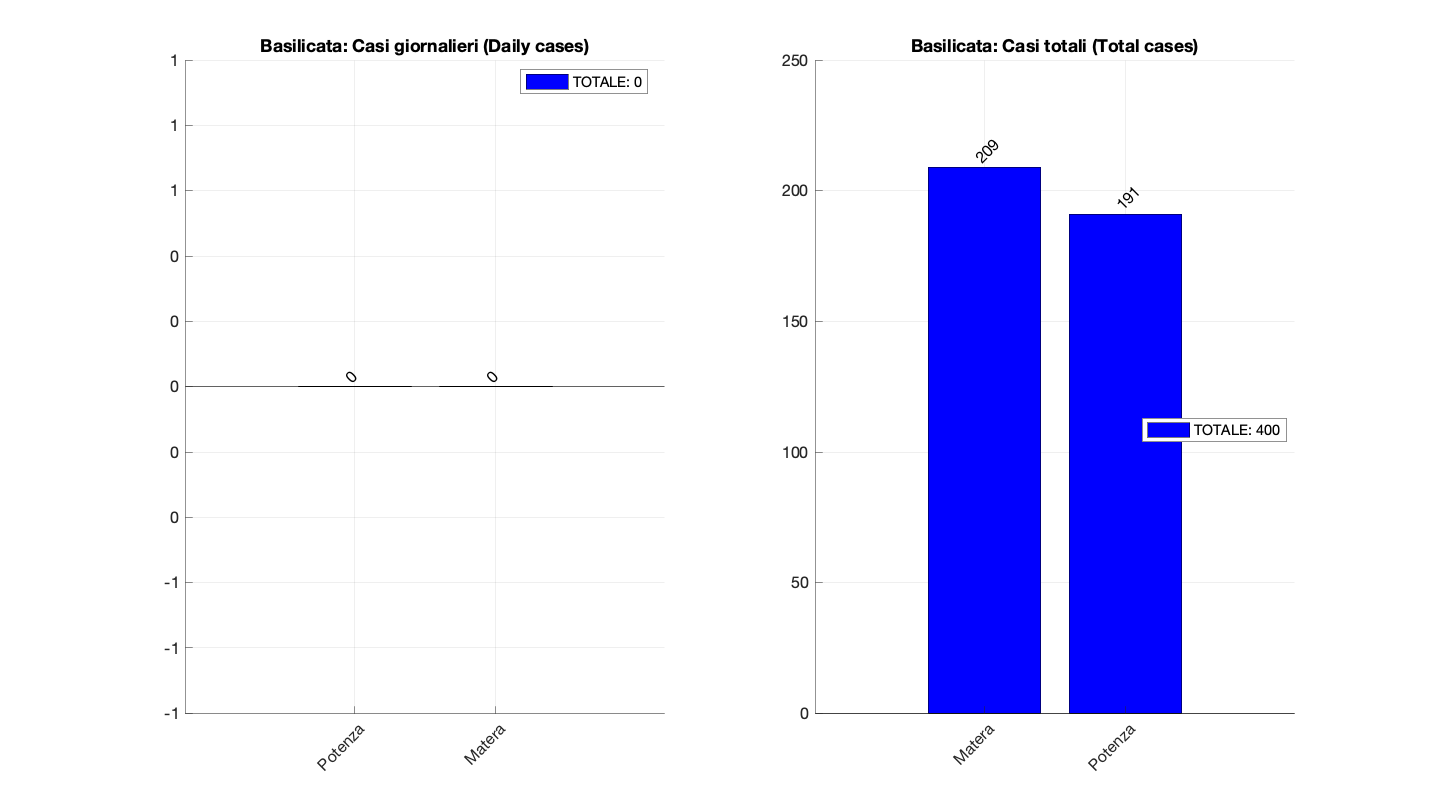 Basilicata: Casi giornalieri (Daily cases)
TOTALE: 0
1
1
1
0
0
0
0
0
-1
-1
-1
0
0
Potenza
Matera
Basilicata: Casi totali (Total cases)
250
200
150
100
50
0
209
191
TOTALE: 400
Matera
Potenza